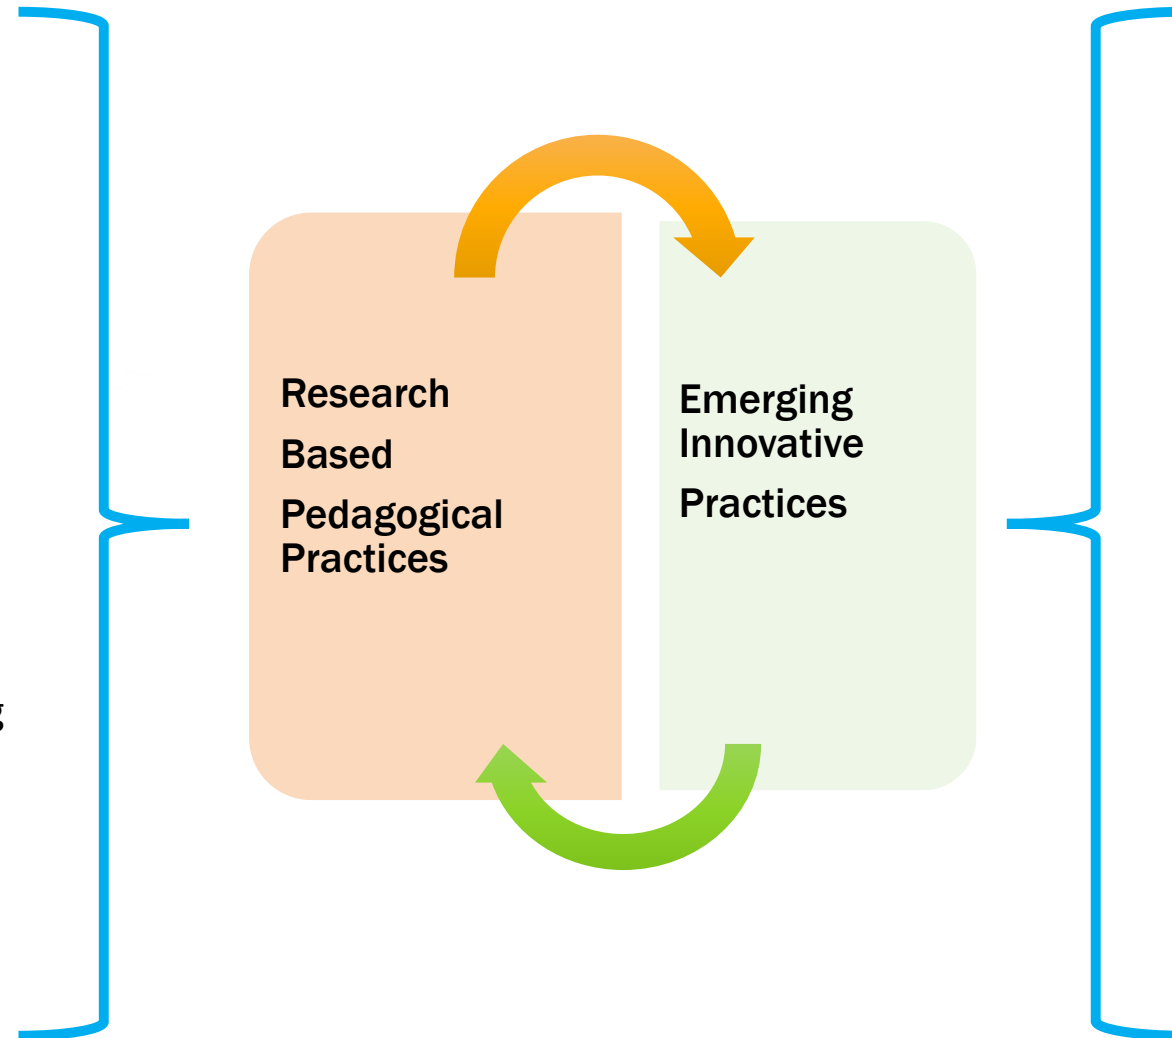 Research
Based
Pedagogical
Practices
Emerging
Innovative
Practices
g